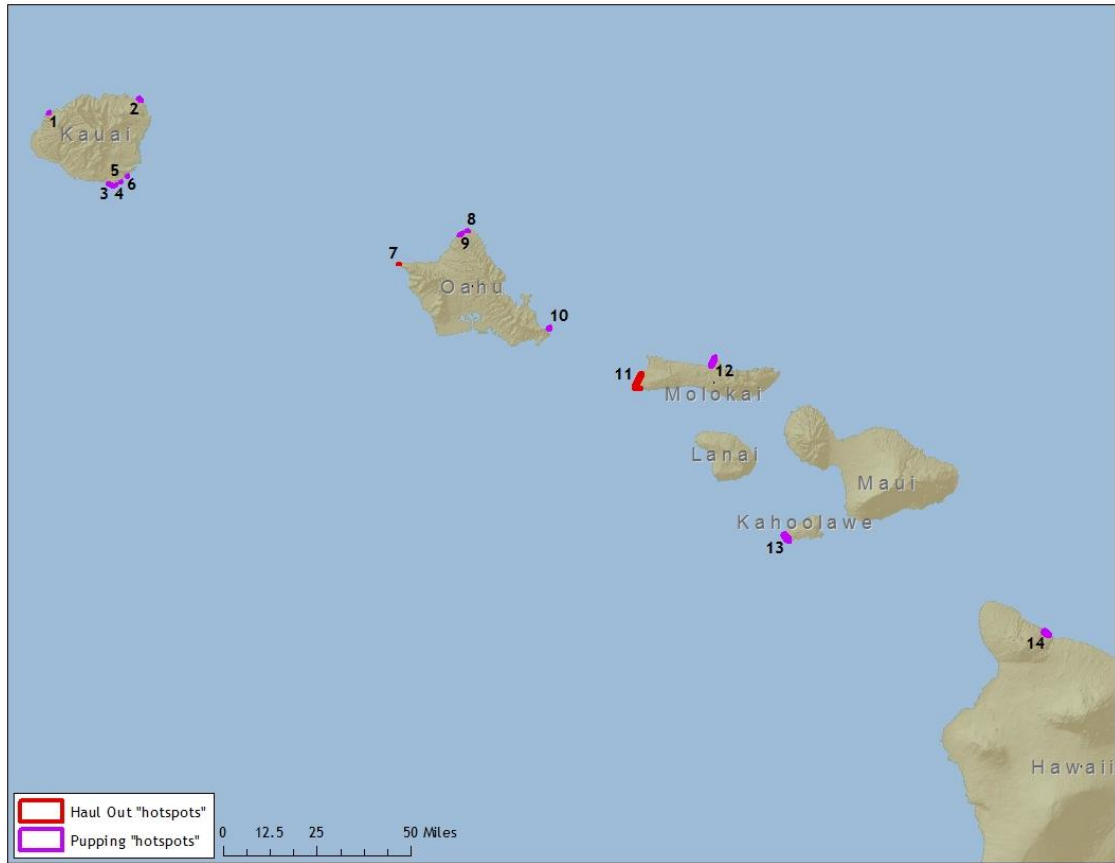 2
1
Kauai
5
6
3 4
8
9
7
Oahu
10
11
12
Molokai
Lanai
Maui
Kahoolawe
13
14
Hawaii
Haul Out "hotspots"
Pupping "hotspots"
0 12.5 25 50 Miles